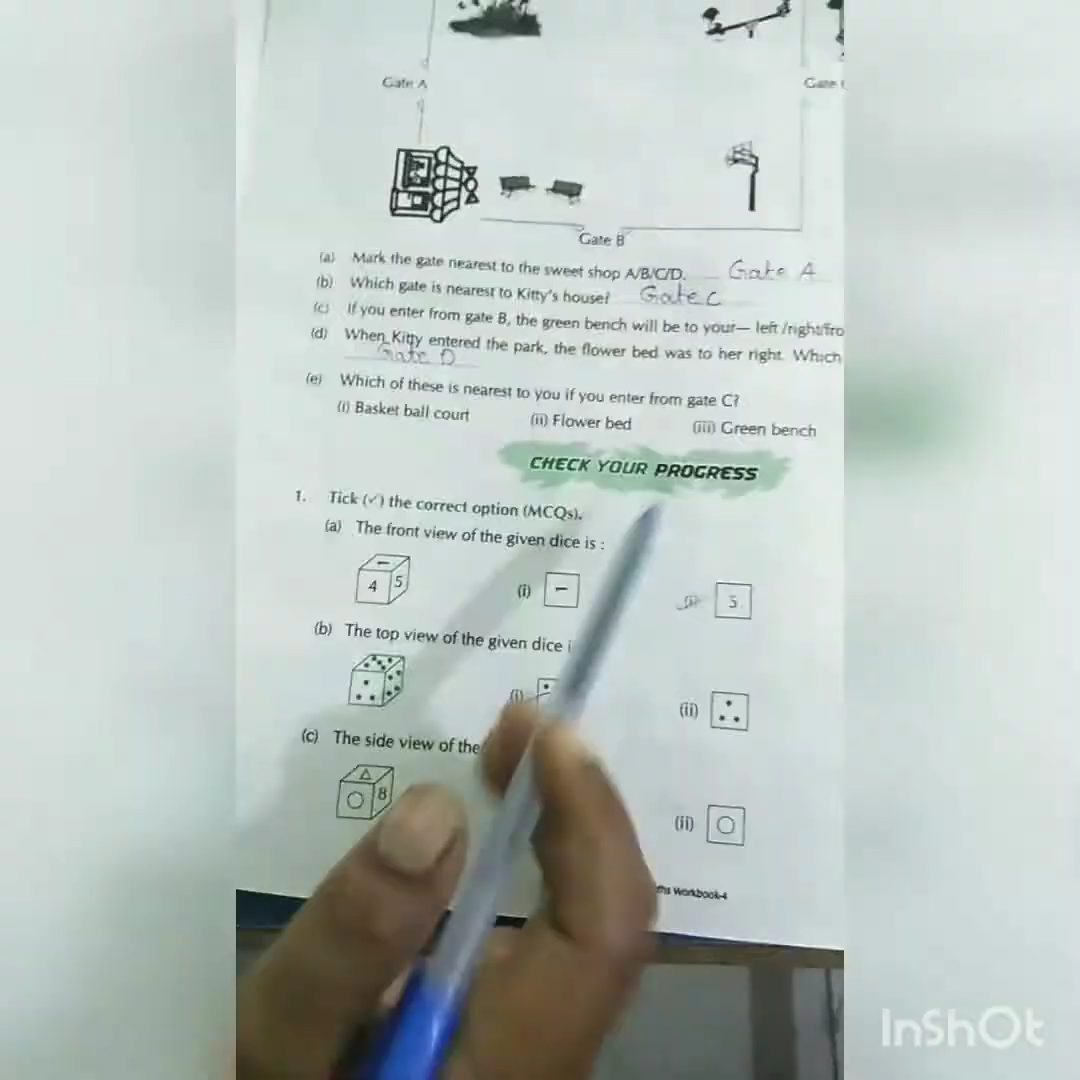 Gate A
Gate
Gate B
(a) Mark the gate nearest to the sweet shop A/B/C/D. Gate A
(b) Which gate is nearest to Kitty's house? Gate C
(c) If you enter from gate B, the green bench will be to your— left /right/fro
(d) When Kitty entered the park, the flower bed was to her right. Which
Gate D
(e) Which of these is nearest to you if you enter from gate C?
(i) Basket ball court (ii) Flower bed (iii) Green bench
CHECK YOUR PROGRESS
1. Tick (✓) the correct option (MCQs).
(a) The front view of the given dice is :
4 5 (i) – 5
(b) The top view of the given dice i
(i) (ii)
(c) The side view of the
8 (ii)
ths Workbook-4
InShOt